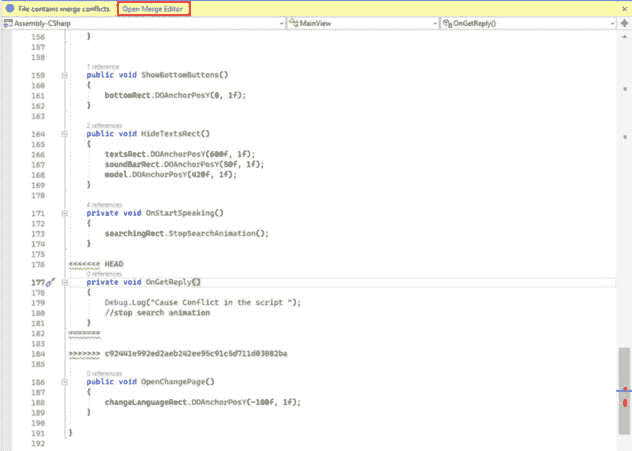 File contains merge conflicts. Open Merge Editor
Assembly-CSharp MainView OnGetReply()
156 }
157
158
1 reference
159 public void ShowBottomButtons()
160 {
161 bottomRect.DOAnchorPosY(0, 1f);
162 }
163
2 references
164 public void HideTextsRect()
165 {
166 textsRect.DOAnchorPosY(600f, 1f);
167 soundBarRect.DOAnchorPosY(50f, 1f);
168 model.DOAnchorPosY(420f, 1f);
169 }
170
4 references
171 private void OnStartSpeaking()
172 {
173 searchingRect.StopSearchAnimation();
174 }
175
176 <<<<<<< HEAD
0 references
177 private void OnGetReply()
178 {
179 Debug.Log("Cause Conflict in the script ");
180 //stop search animation
181 }
182 =======
183
184 >>>>>>> c92441e992ed2aeb242ee95c91c5d711d03082ba
185
0 references
186 public void OpenChangePage()
187 {
188 changeLanguageRect.DOAnchorPosY(-100f, 1f);
189 }
190
191 }
192